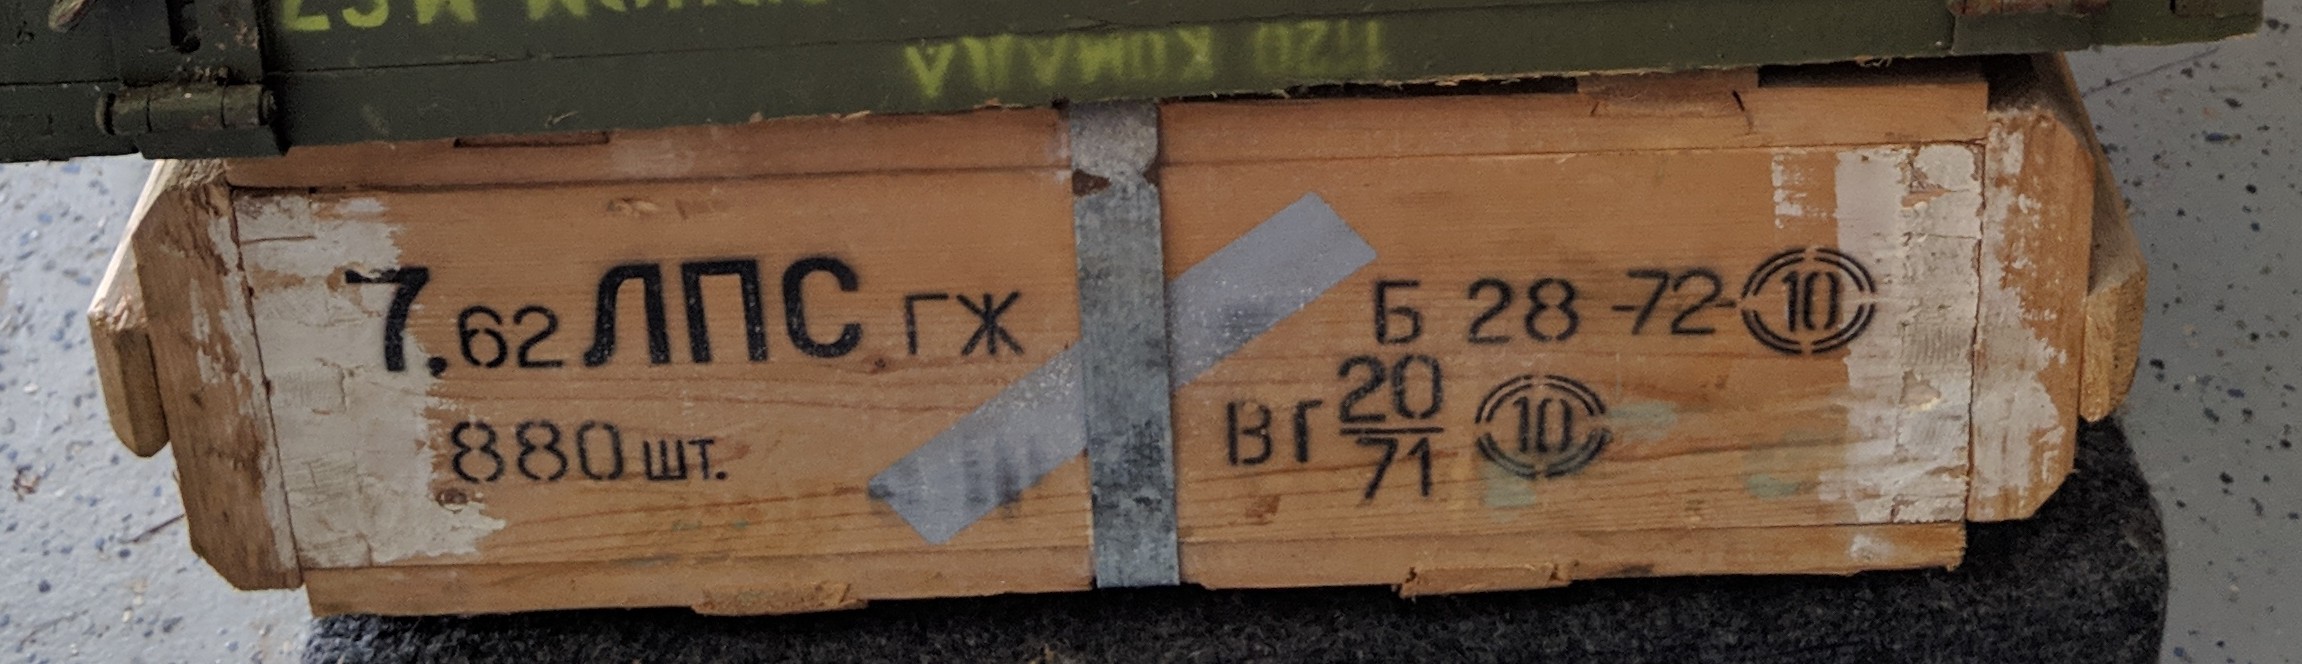 КОМАДА 1120
7,62 ЛПС ГЖ
880 шт.
Б 28 -72- 10
ВГ 20/71 10